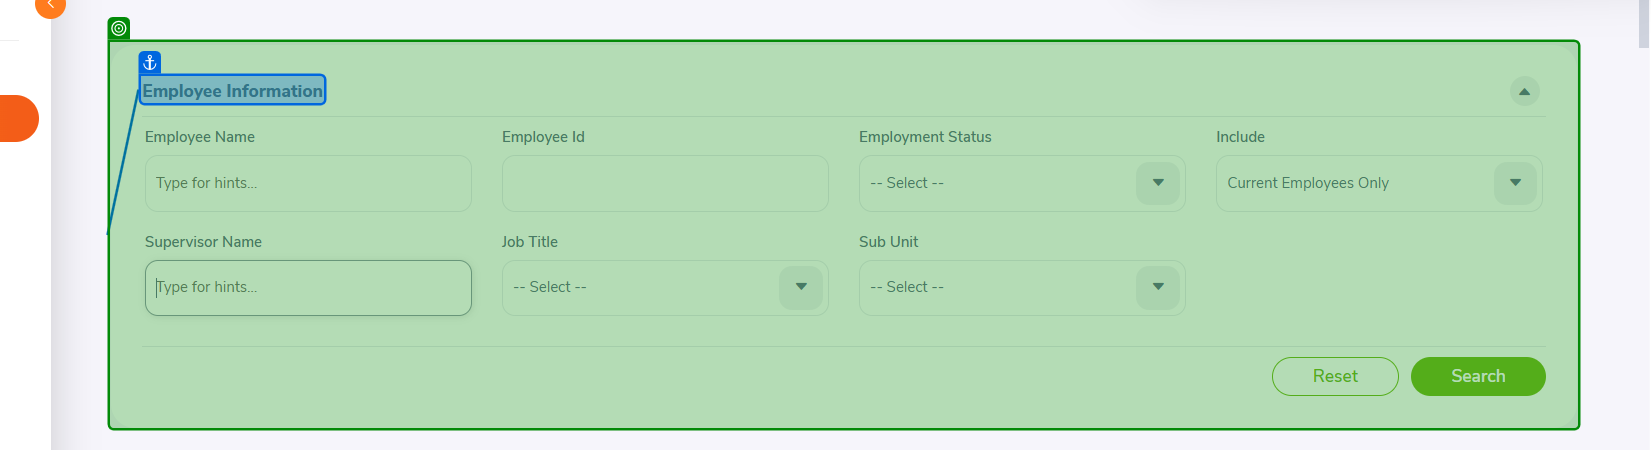 Employee Information
Employee Name Employee Id Employment Status Include
Type for hints... -- Select -- Current Employees Only
Supervisor Name Job Title Sub Unit
Type for hints... -- Select -- -- Select --
Reset Search